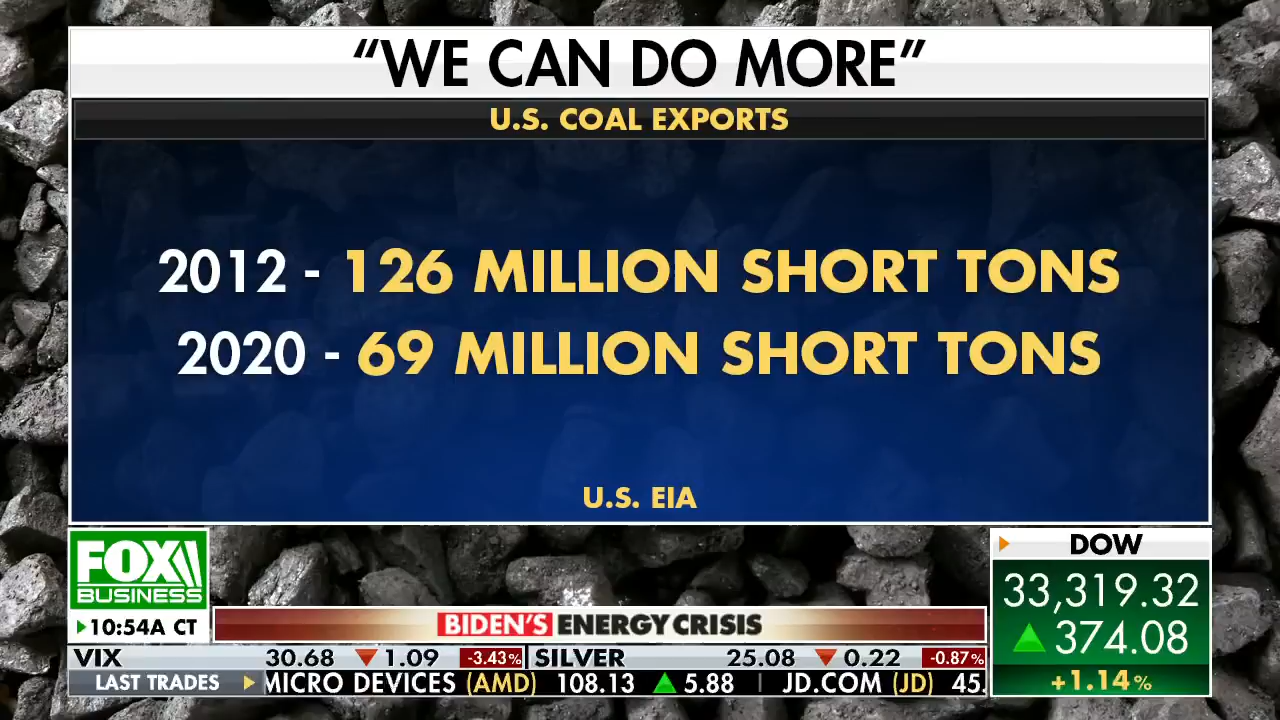 “WE CAN DO MORE”
U.S. COAL EXPORTS
2012 - 126 MILLION SHORT TONS
2020 - 69 MILLION SHORT TONS
U.S. EIA
FOX
BUSINESS
10:54A CT
BIDEN'S ENERGY CRISIS
DOW
33,319.32
374.08
+1.14%
VIX 30.68 1.09 -3.43% SILVER 25.08 0.22 -0.87%
LAST TRADES MICRO DEVICES (AMD) 108.13 5.88 | JD.COM (JD) 45.